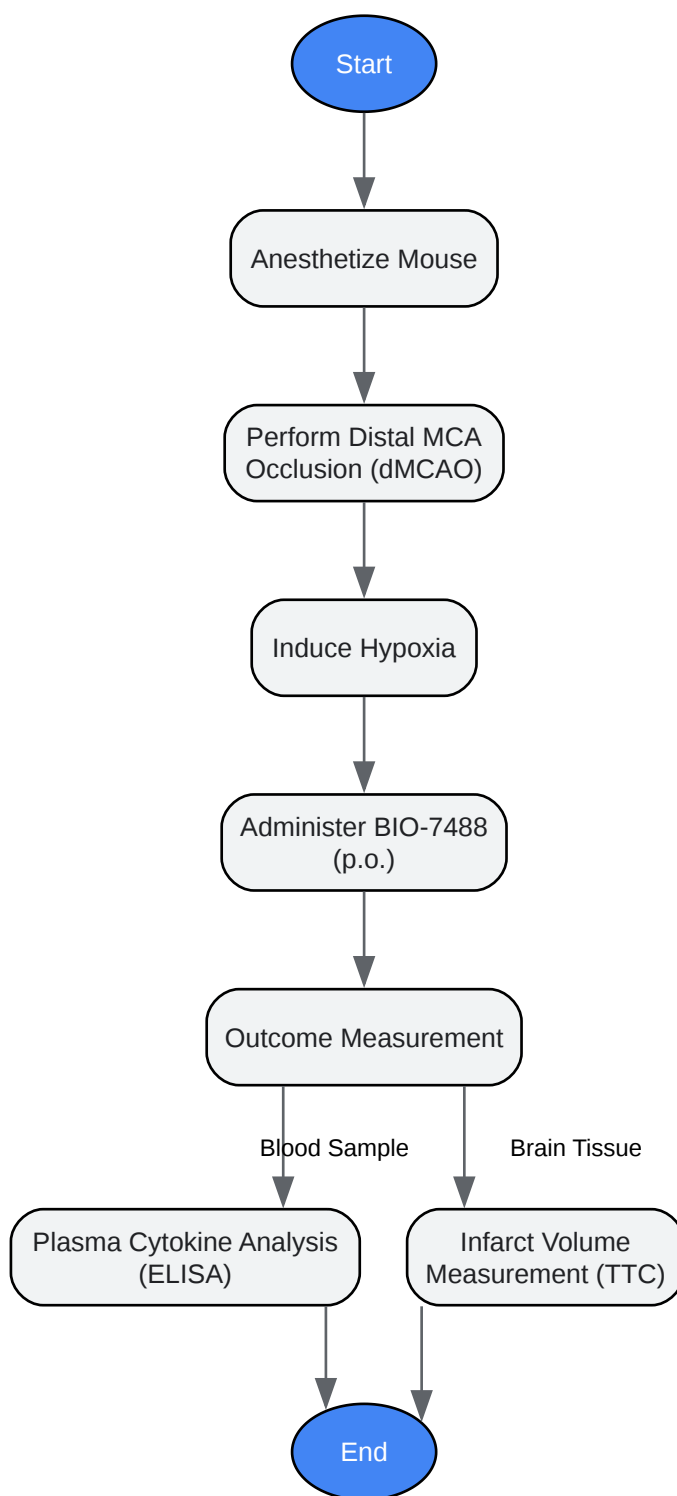 Start
Anesthetize Mouse
Perform Distal MCA
Occlusion (dMCAO)
Induce Hypoxia
Administer BIO-7488
(p.o.)
Outcome Measurement
Blood Sample
Brain Tissue
Plasma Cytokine Analysis
(ELISA)
Infarct Volume
Measurement (TTC)
End